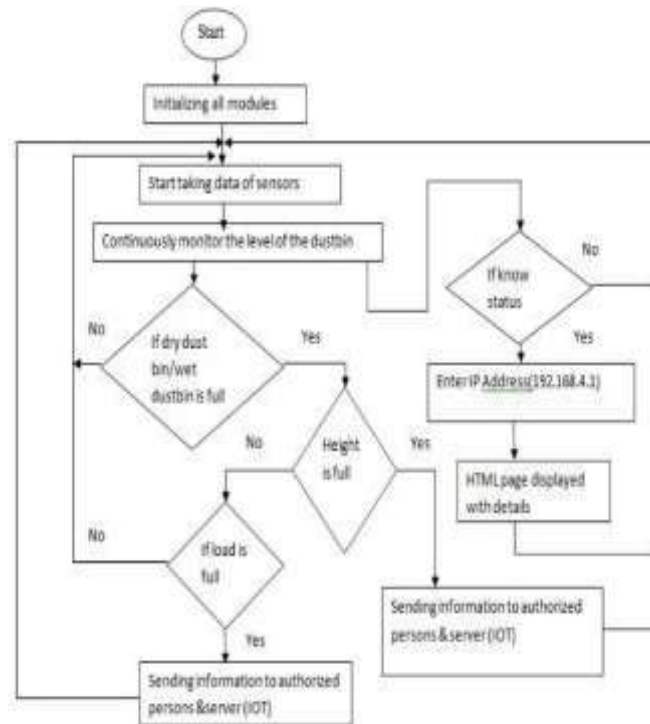 Start
Initializing all modules
Start taking data of sensors
Continuously monitor the level of the dustbin
If know
status
No
Yes
No
If dry dust
bin/wet
dustbin is full
Yes
Enter IP Address(192.168.4.1)
Height
is full
No
Yes
HTML page displayed
with details
If load is
full
No
Yes
Sending information to authorized
persons & server (IOT)
Sending information to authorized
persons &server (IOT)